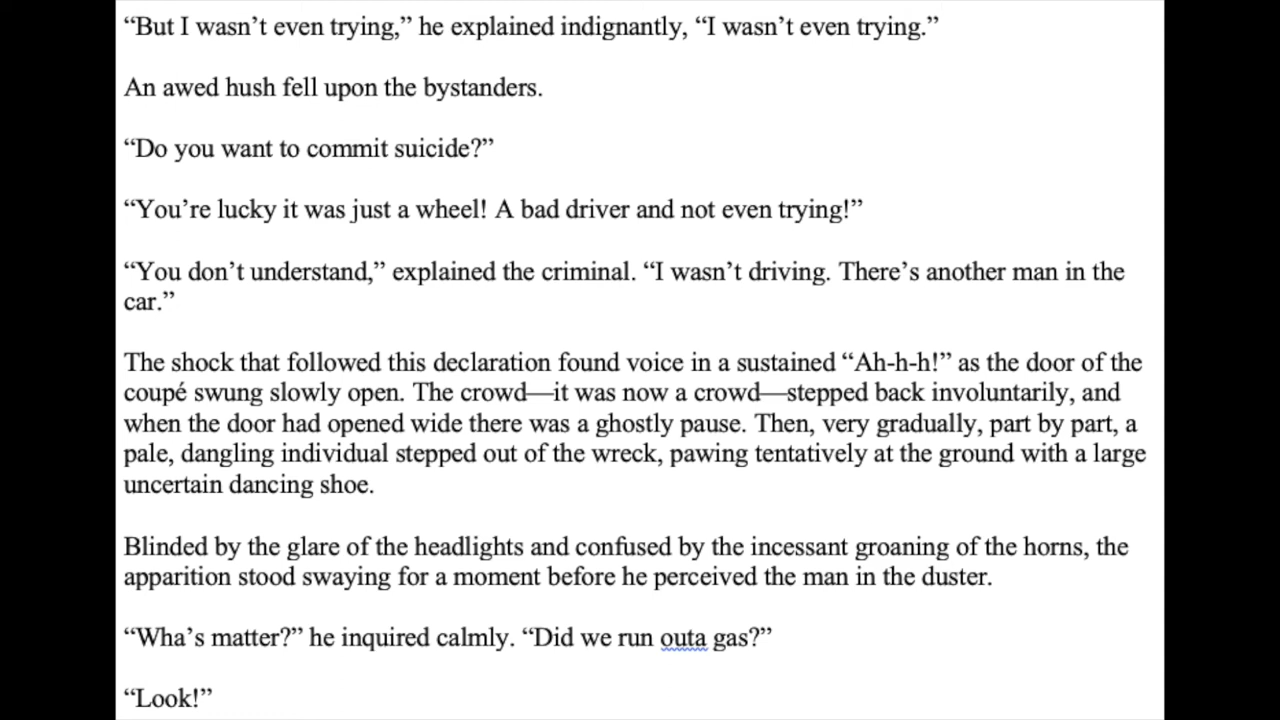 “But I wasn’t even trying,” he explained indignantly, “I wasn’t even trying.”
An awed hush fell upon the bystanders.
“Do you want to commit suicide?”
“You’re lucky it was just a wheel! A bad driver and not even trying!”
“You don’t understand,” explained the criminal. “I wasn’t driving. There’s another man in the
car.”
The shock that followed this declaration found voice in a sustained “Ah-h-h!” as the door of the
coupé swung slowly open. The crowd—it was now a crowd—stepped back involuntarily, and
when the door had opened wide there was a ghostly pause. Then, very gradually, part by part, a
pale, dangling individual stepped out of the wreck, pawing tentatively at the ground with a large
uncertain dancing shoe.
Blinded by the glare of the headlights and confused by the incessant groaning of the horns, the
apparition stood swaying for a moment before he perceived the man in the duster.
“Wha’s matter?” he inquired calmly. “Did we run outa gas?”
“Look!”